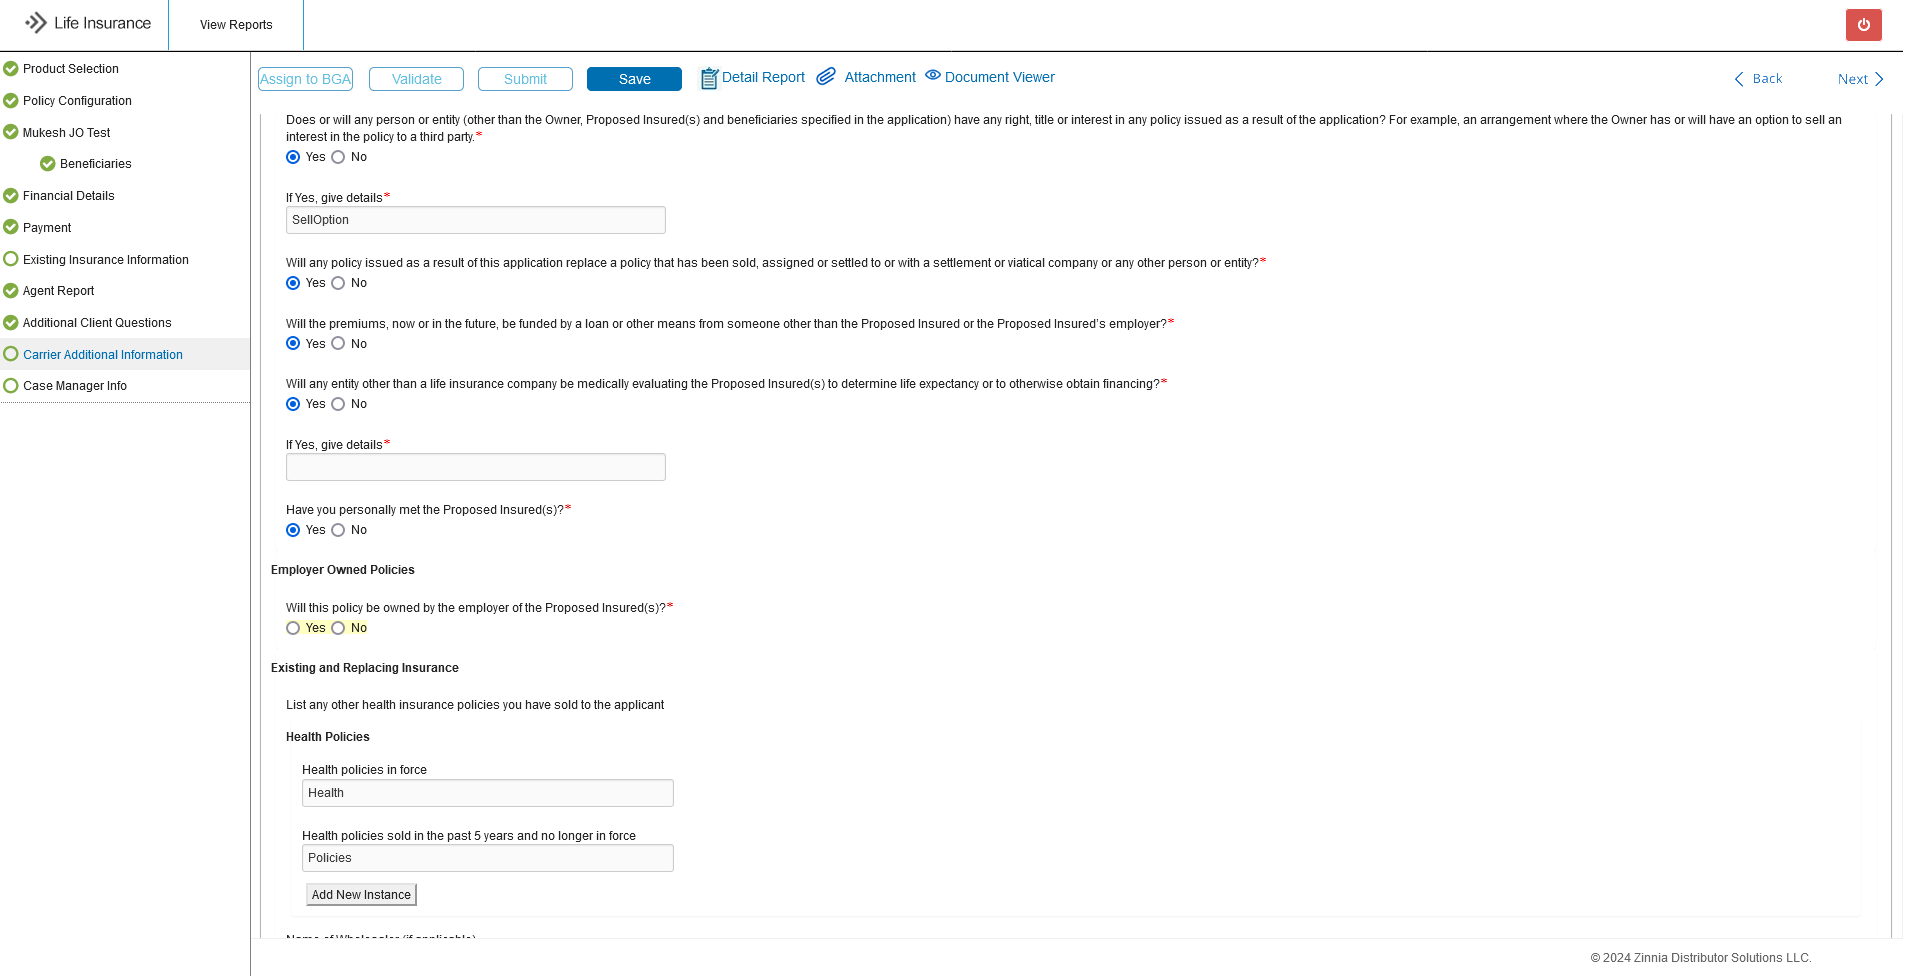 Life Insurance
View Reports
Product Selection
Policy Configuration
Mukesh JO Test
Beneficiaries
Financial Details
Payment
Existing Insurance Information
Agent Report
Additional Client Questions
Carrier Additional Information
Case Manager Info
Assign to BGA
Validate
Submit
Save
Detail Report
Attachment
Document Viewer
Back
Next
Does or will any person or entity (other than the Owner, Proposed Insured(s) and beneficiaries specified in the application) have any right, title or interest in any policy issued as a result of the application? For example, an arrangement where the Owner has or will have an option to sell an
interest in the policy to a third party.*
Yes No
If Yes, give details*
SellOption
Will any policy issued as a result of this application replace a policy that has been sold, assigned or settled to or with a settlement or viatical company or any other person or entity?*
Yes No
Will the premiums, now or in the future, be funded by a loan or other means from someone other than the Proposed Insured or the Proposed Insured's employer?*
Yes No
Will any entity other than a life insurance company be medically evaluating the Proposed Insured(s) to determine life expectancy or to otherwise obtain financing?*
Yes No
If Yes, give details*
Have you personally met the Proposed Insured(s)?*
Yes No
Employer Owned Policies
Will this policy be owned by the employer of the Proposed Insured(s)?*
Yes No
Existing and Replacing Insurance
List any other health insurance policies you have sold to the applicant
Health Policies
Health policies in force
Health
Health policies sold in the past 5 years and no longer in force
Policies
Add New Instance
Name of Wholesaler (if applicable)
© 2024 Zinnia Distributor Solutions LLC.